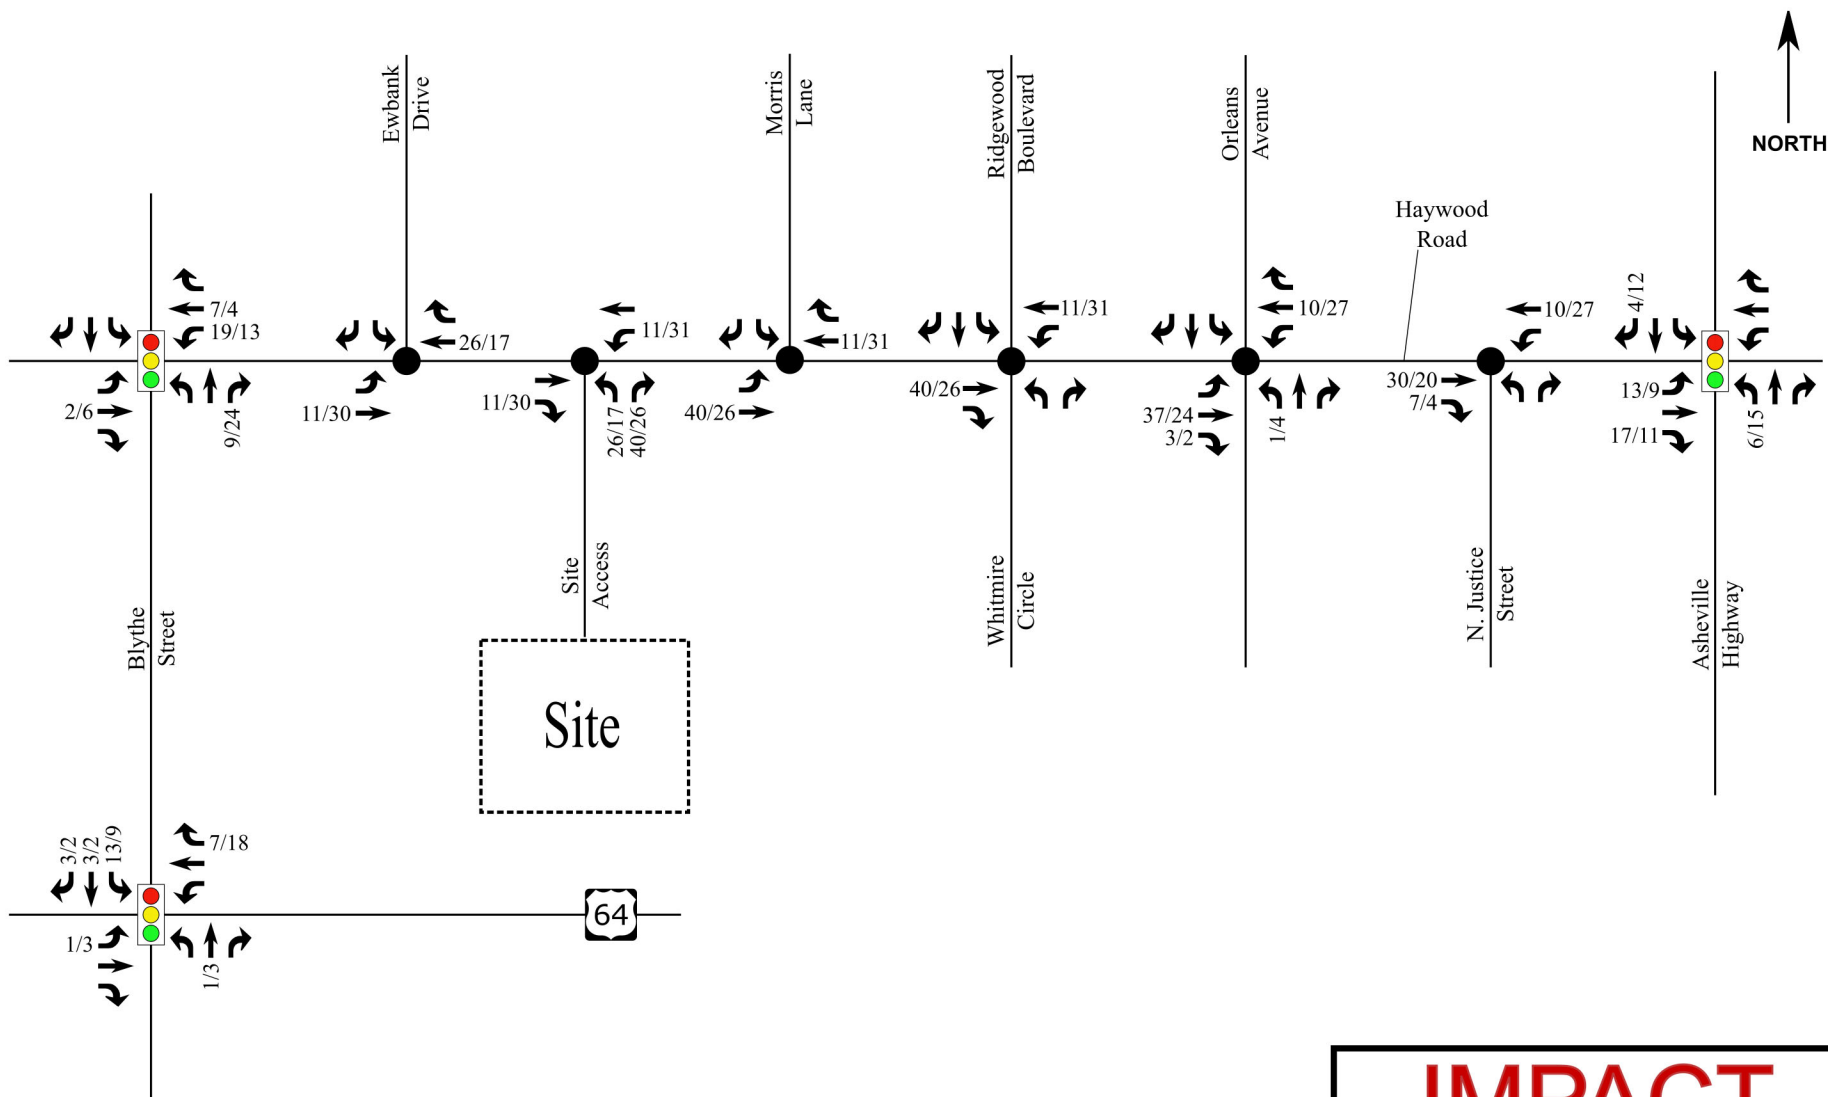 Ewbank
Drive
Morris
Lane
Ridgewood
Boulevard
Orleans
Avenue
NORTH
Haywood
Road
7/4
19/13
2/6
9/24
26/17
11/30
11/31
11/30
26/17
40/26
11/31
40/26
11/31
40/26
10/27
37/24
3/2
1/4
10/27
30/20
7/4
4/12
13/9
17/11
6/15
Blythe
Street
Site
Access
Whitmire
Circle
N. Justice
Street
Asheville
Highway
Site
3/2
3/2
13/9
7/18
1/3
1/3
64
IMPACT